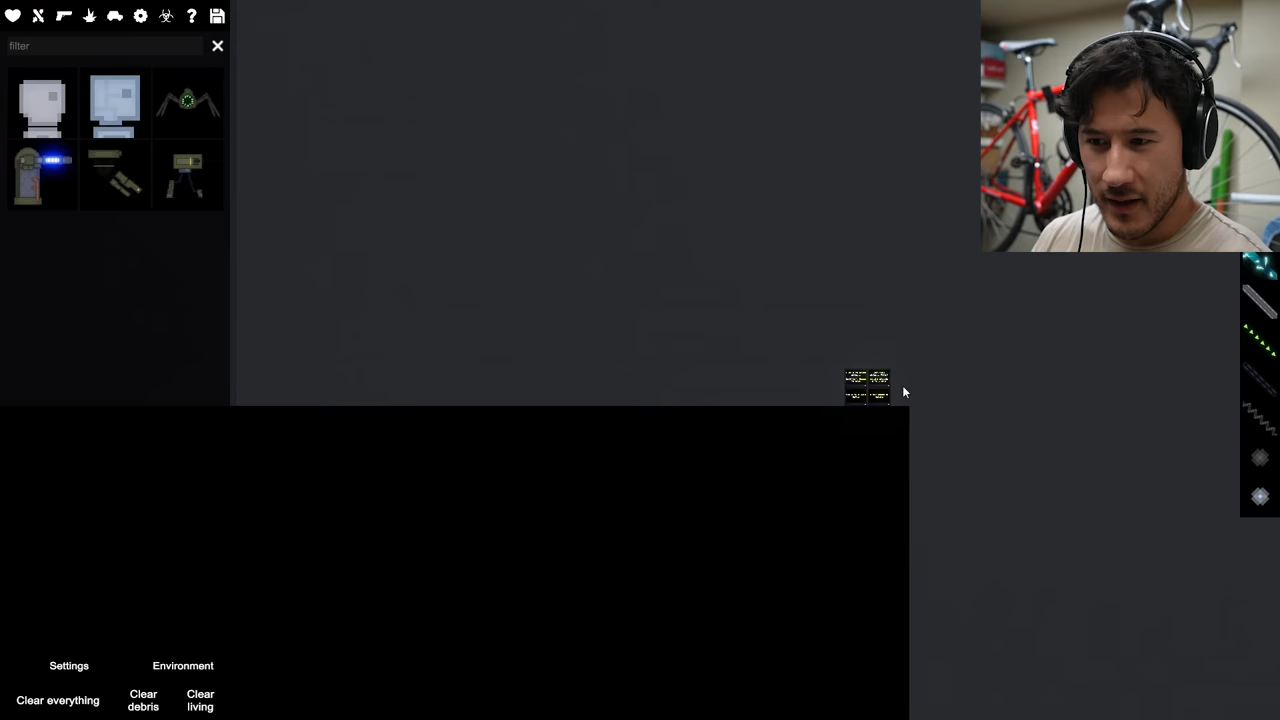 filter
Settings
Environment
Clear everything
Clear
debris
Clear
living